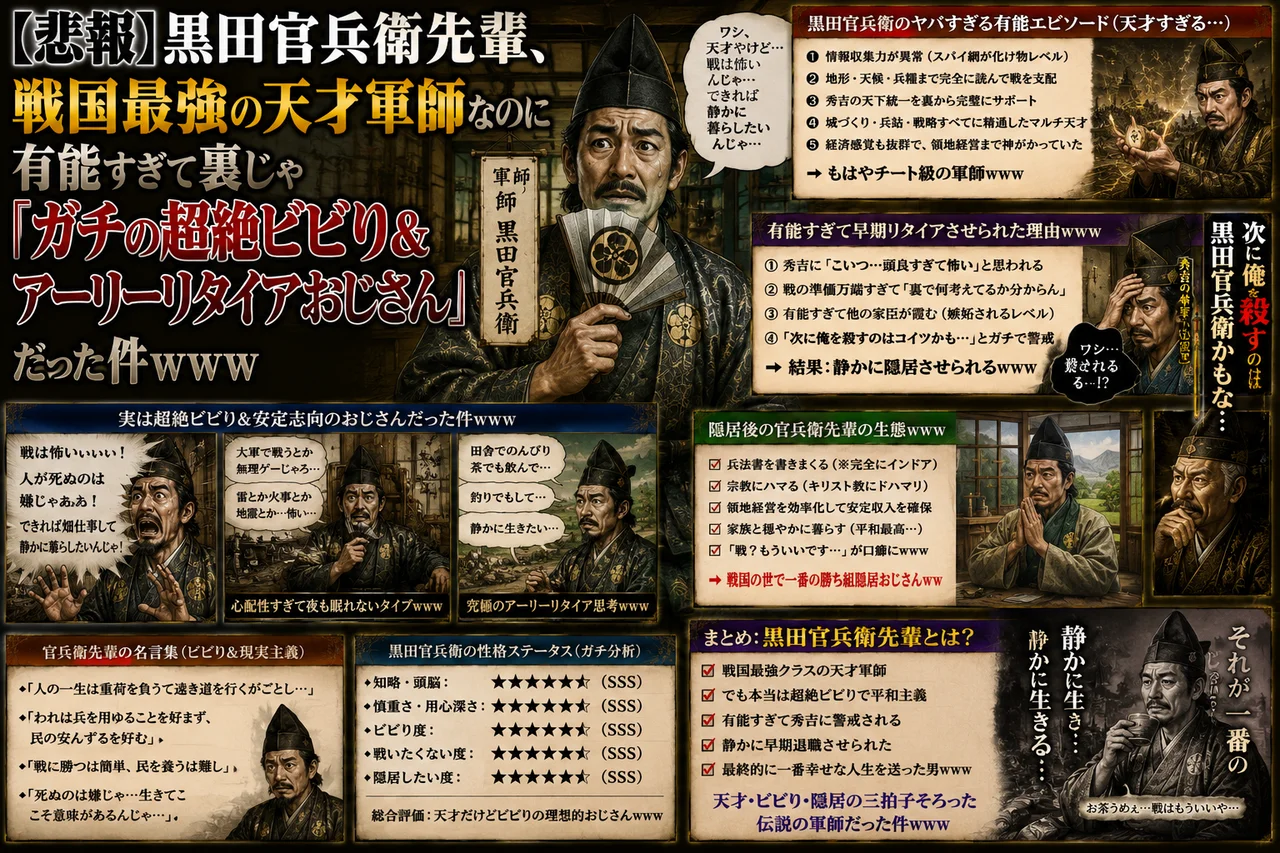 【悲報】黒田官兵衛先輩、
戦国最強の天才軍師なのに
有能すぎて裏じゃ
「ガチの超絶ビビり&
アーリーリタイアおじさん」
だった件www
軍師
軍師 黒田官兵衛
ワシ、
天才やけど…
戦は怖い
んじゃ…
できれば
静かに
暮らしたい
んじゃ…
黒田官兵衛のヤバすぎる有能エピソード(天才すぎる…)
❶ 情報収集力が異常(スパイ網が化け物レベル)
❷ 地形・天候・兵糧まで完全に読んで戦を支配
❸ 秀吉の天下統一を裏から完璧にサポート
❹ 城づくり・兵站・戦略すべてに精通したマルチ天才
❺ 経済感覚も抜群で、領地経営まで神がかっていた
→ もはやチート級の軍師www
有能すぎて早期リタイアさせられた理由www
① 秀吉に「こいつ…頭良すぎて怖い」と思われる
② 戦の準備万端すぎて「裏で何考えてるか分からん」
③ 有能すぎて他の家臣が霞む(嫉妬されるレベル)
④ 「次に俺を殺すのはコイツかも…」とガチで警戒
→ 結果:静かに隠居させられるwww
ワシ…
される
る…!?
次に俺を殺すのは
黒田官兵衛かもな…
実は超絶ビビり&安定志向のおじさんだった件www
戦は怖いぃぃぃ!
人が死ぬのは
嫌じゃぁぁぁ!
できれば畑仕事して
静かに暮らしたいんじゃ!
大軍で戦うとか
無理ゲーじゃろ…
雷とか火事とか
地震とか…怖い…
心配性すぎて夜も眠れないタイプwww
田舎でのんびり
茶でも飲んで…
釣りでもして…
静かに生きたい…
究極のアーリーリタイア思考www
隠居後の官兵衛先輩の生態www
☑ 兵法書を書きまくる(※完全にインドア)
☑ 宗教にハマる(キリスト教にドハマリ)
☑ 領地経営を効率化して安定収入を確保
☑ 家族と穏やかに暮らす(平和最高…)
☑ 「戦?もういいです…」が口癖にwww
→ 戦国の世で一番の勝ち組隠居おじさんww
官兵衛先輩の名言集(ビビり&現実主義)
◆「人の一生は重荷を負うて遠き道を行くがごとし…」
◆「われは兵を用ゆることを好まず、
民の安んずるを好む」
◆「戦に勝つは簡単、民を養うは難し」
◆「死ぬのは嫌じゃ…生きてこ
こそ意味があるんじゃ…」
黒田官兵衛の性格ステータス(ガチ分析)
◆知略・頭脳: ★★★★★⯪(SSS)
◆慎重さ・用心深さ: ★★★★★⯪(SSS)
◆ビビり度: ★★★★★⯪(SSS)
◆戦いたくない度: ★★★★★⯪(SSS)
◆隠居したい度: ★★★★★⯪(SSS)
総合評価:天才だけどビビりの理想的おじさんwww
まとめ:黒田官兵衛先輩とは?
☑ 戦国最強クラスの天才軍師
☑ でも本当は超絶ビビりで平和主義
☑ 有能すぎて秀吉に警戒される
☑ 静かに早期退職させられた
☑ 最終的に一番幸せな人生を送った男www
天才・ビビり・隠居の三拍子そろった
伝説の軍師だった件www
それが一番の
静かに生き…
静かに生きる…
お茶うめぇ…戦はもういいや…